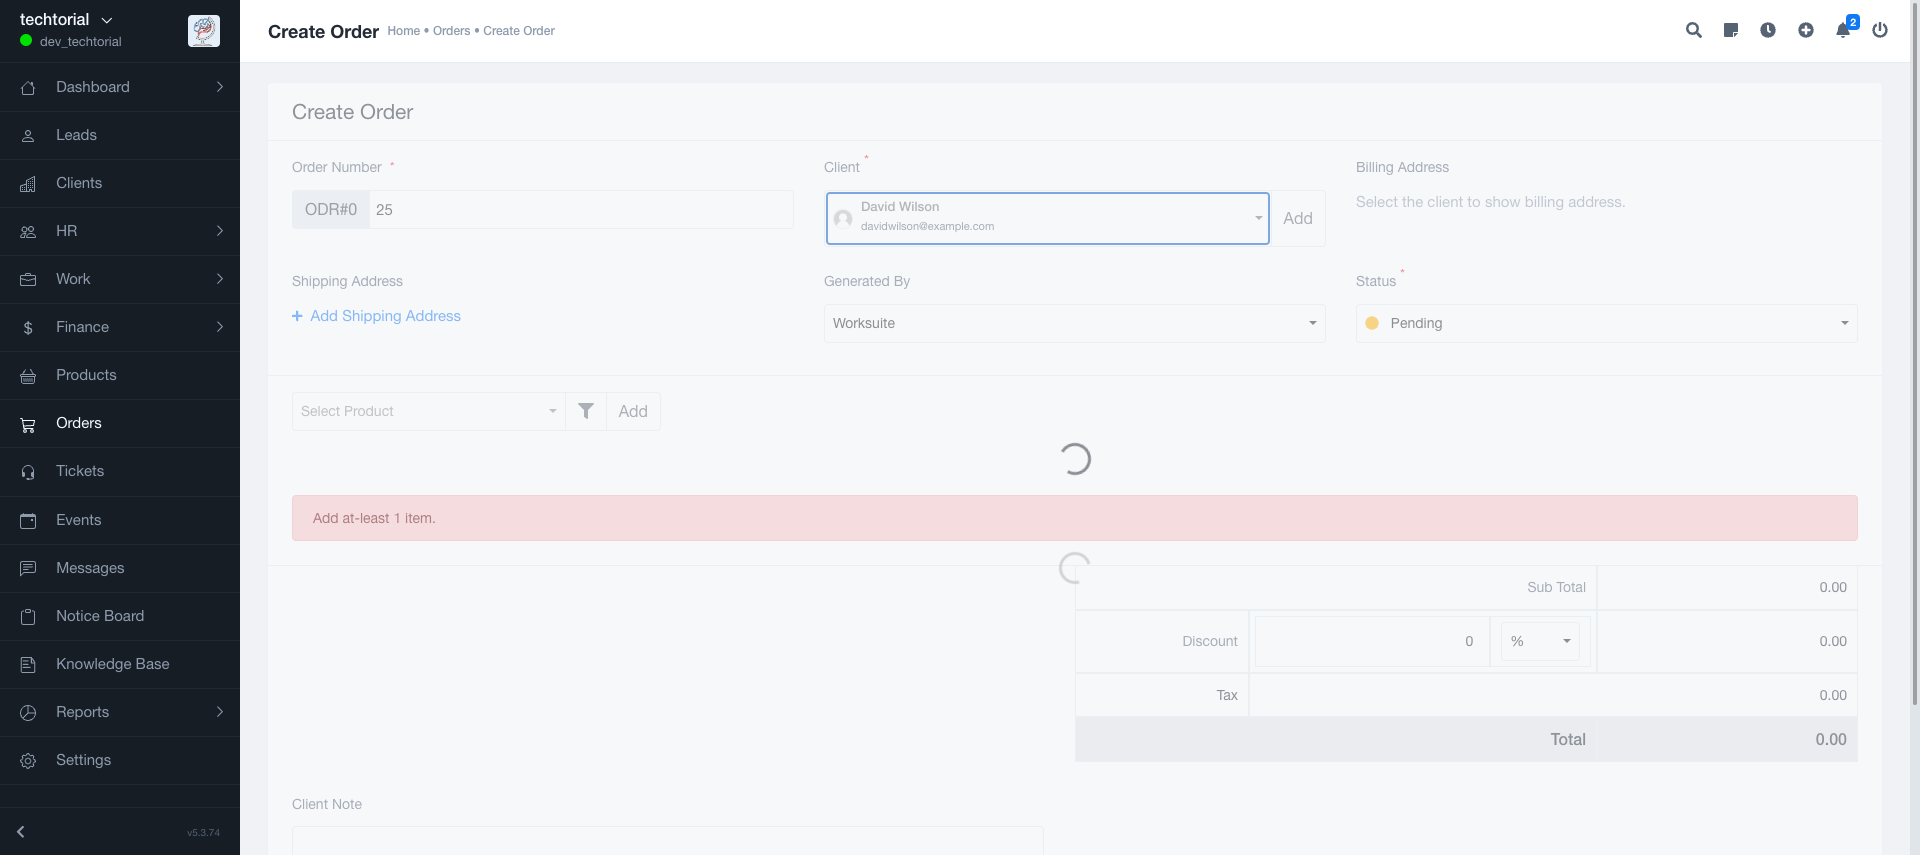 techtorial
dev_techtorial
Dashboard
Leads
Clients
HR
Work
Finance
Products
Orders
Tickets
Events
Messages
Notice Board
Knowledge Base
Reports
Settings
v5.3.74
Create Order Home • Orders • Create Order
2
Create Order
Order Number *
ODR#0 25
Client *
David Wilson
davidwilson@example.com
Add
Billing Address
Select the client to show billing address.
Shipping Address
+ Add Shipping Address
Generated By
Worksuite
Status *
Pending
Select Product
Add
Add at-least 1 item.
Sub Total 0.00
Discount 0 % 0.00
Tax 0.00
Total 0.00
Client Note